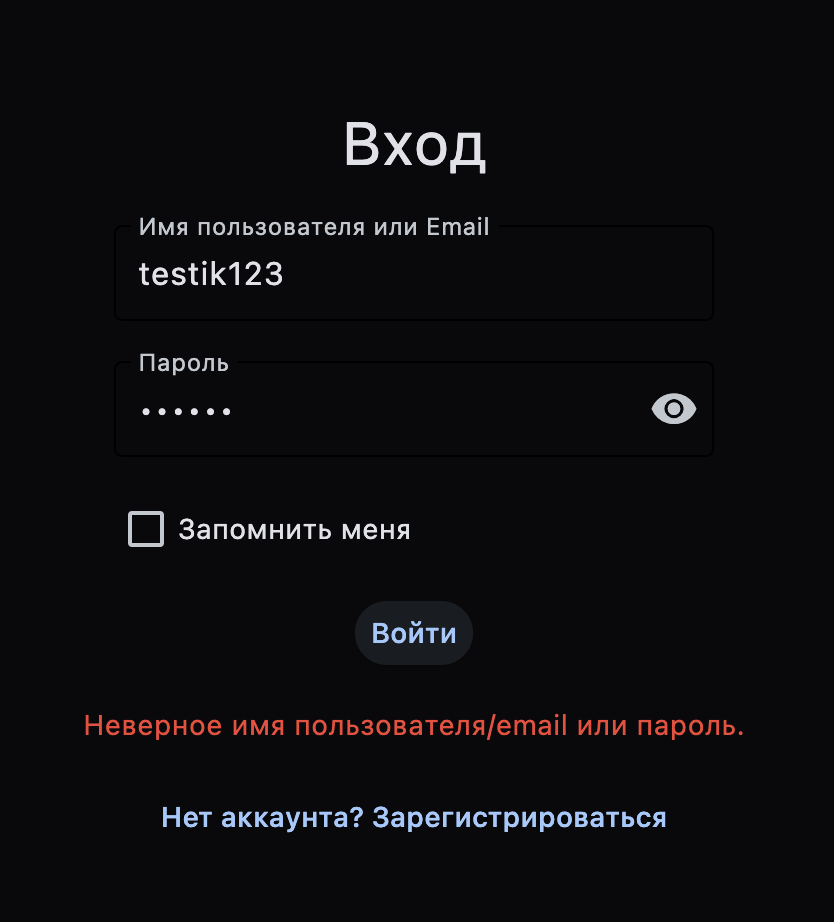 Вход
Имя пользователя или Email
testik123
Пароль
••••••
Запомнить меня
Войти
Неверное имя пользователя/email или пароль.
Нет аккаунта? Зарегистрироваться